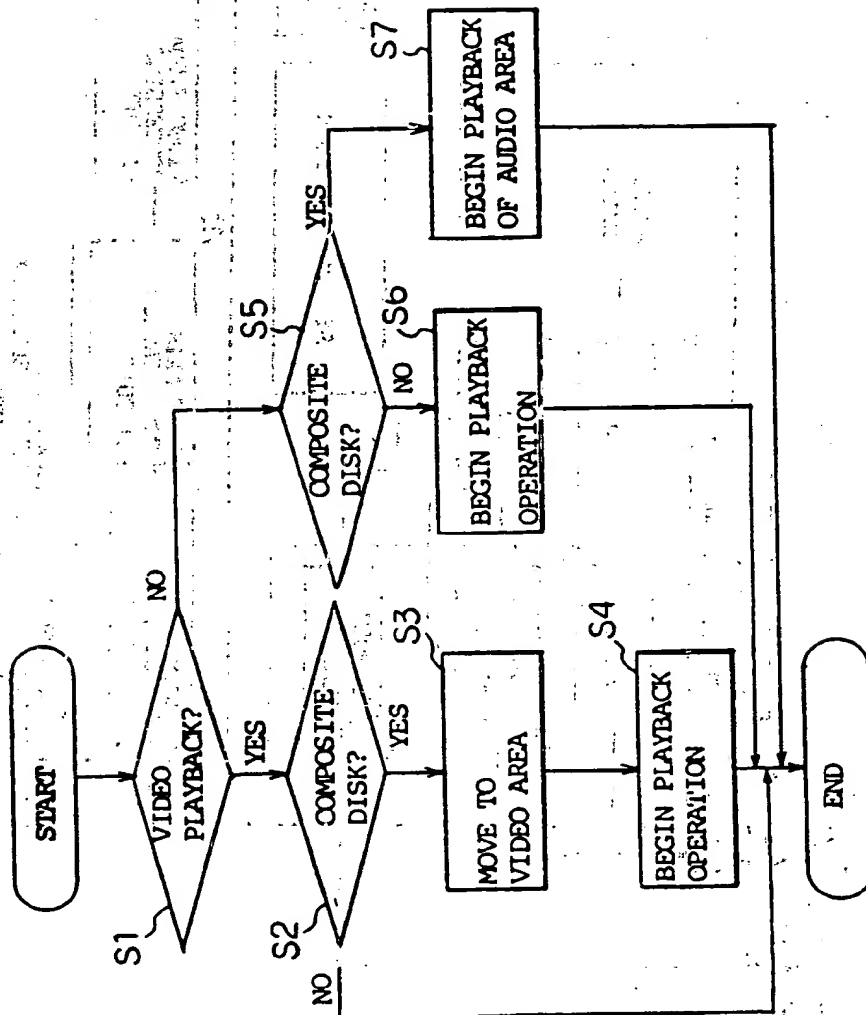 START
S1
VIDEO
PLAYBACK?
NO
YES
S2
COMPOSITE
DISK?
NO
YES
S3
MOVE TO
VIDEO AREA
S4
BEGIN PLAYBACK
OPERATION
S5
COMPOSITE
DISK?
YES
NO
S6
BEGIN PLAYBACK
OPERATION
S7
BEGIN PLAYBACK
OF AUDIO AREA
END